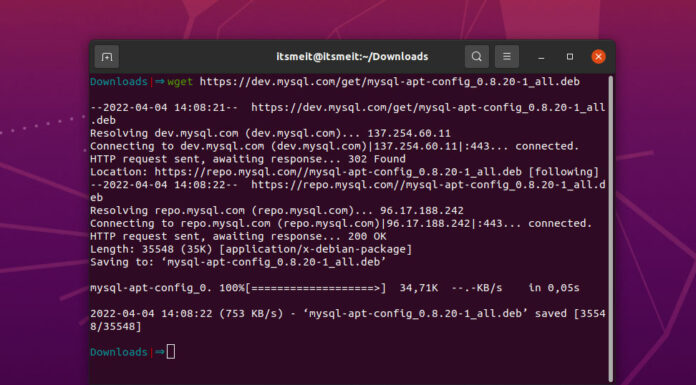 itsmeit@itsmeit:~/Downloads
Downloads|⇒wget https://dev.mysql.com/get/mysql-apt-config_0.8.20-1_all.deb
--2022-04-04 14:08:21--  https://dev.mysql.com/get/mysql-apt-config_0.8.20-1_all
.deb
Resolving dev.mysql.com (dev.mysql.com)... 137.254.60.11
Connecting to dev.mysql.com (dev.mysql.com)|137.254.60.11|:443... connected.
HTTP request sent, awaiting response... 302 Found
Location: https://repo.mysql.com//mysql-apt-config_0.8.20-1_all.deb [following]
--2022-04-04 14:08:22--  https://repo.mysql.com//mysql-apt-config_0.8.20-1_all.d
eb
Resolving repo.mysql.com (repo.mysql.com)... 96.17.188.242
Connecting to repo.mysql.com (repo.mysql.com)|96.17.188.242|:443... connected.
HTTP request sent, awaiting response... 200 OK
Length: 35548 (35K) [application/x-debian-package]
Saving to: ‘mysql-apt-config_0.8.20-1_all.deb’
mysql-apt-config_0. 100%[===================>]  34,71K  --.-KB/s    in 0,05s
2022-04-04 14:08:22 (753 KB/s) - ‘mysql-apt-config_0.8.20-1_all.deb’ saved [3554
8/35548]
Downloads|⇒